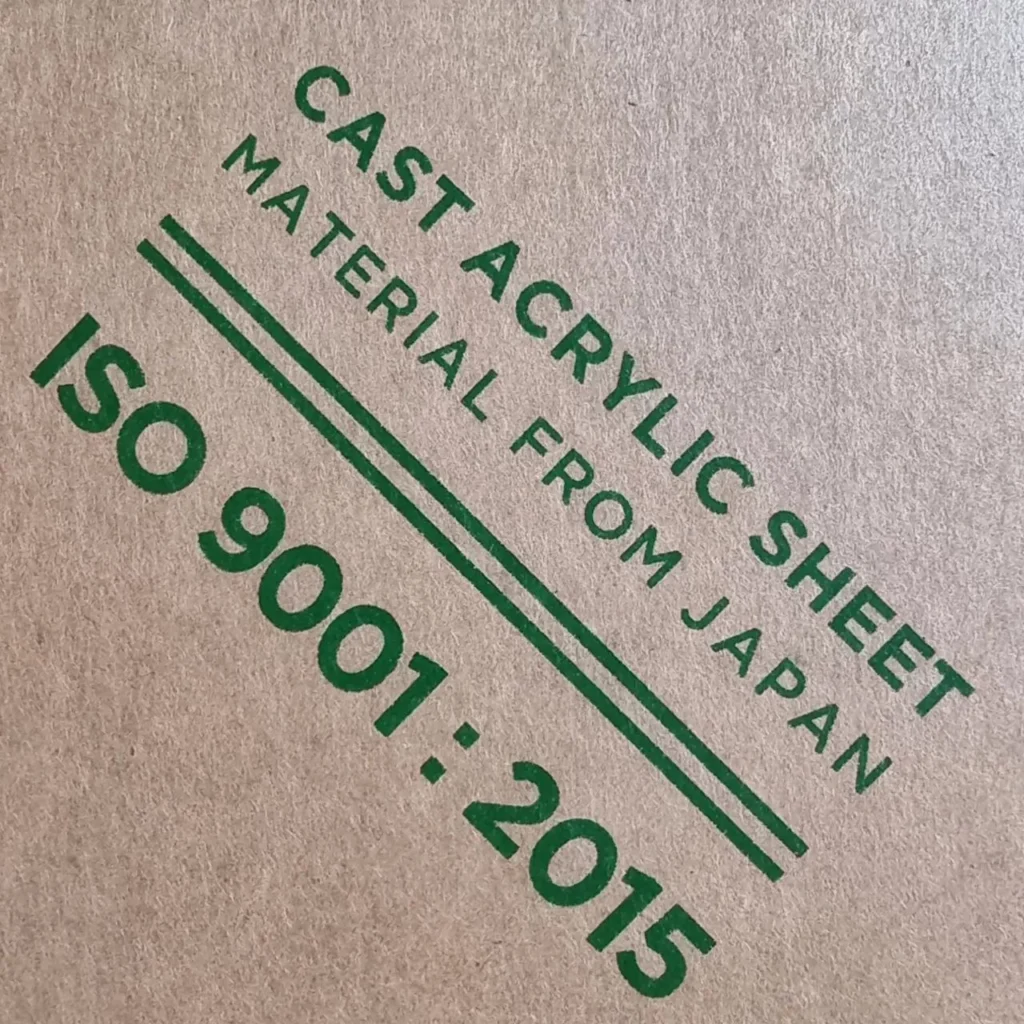 CAST ACRYLIC SHEET
MATERIAL FROM JAPAN
ISO 9001 : 2015